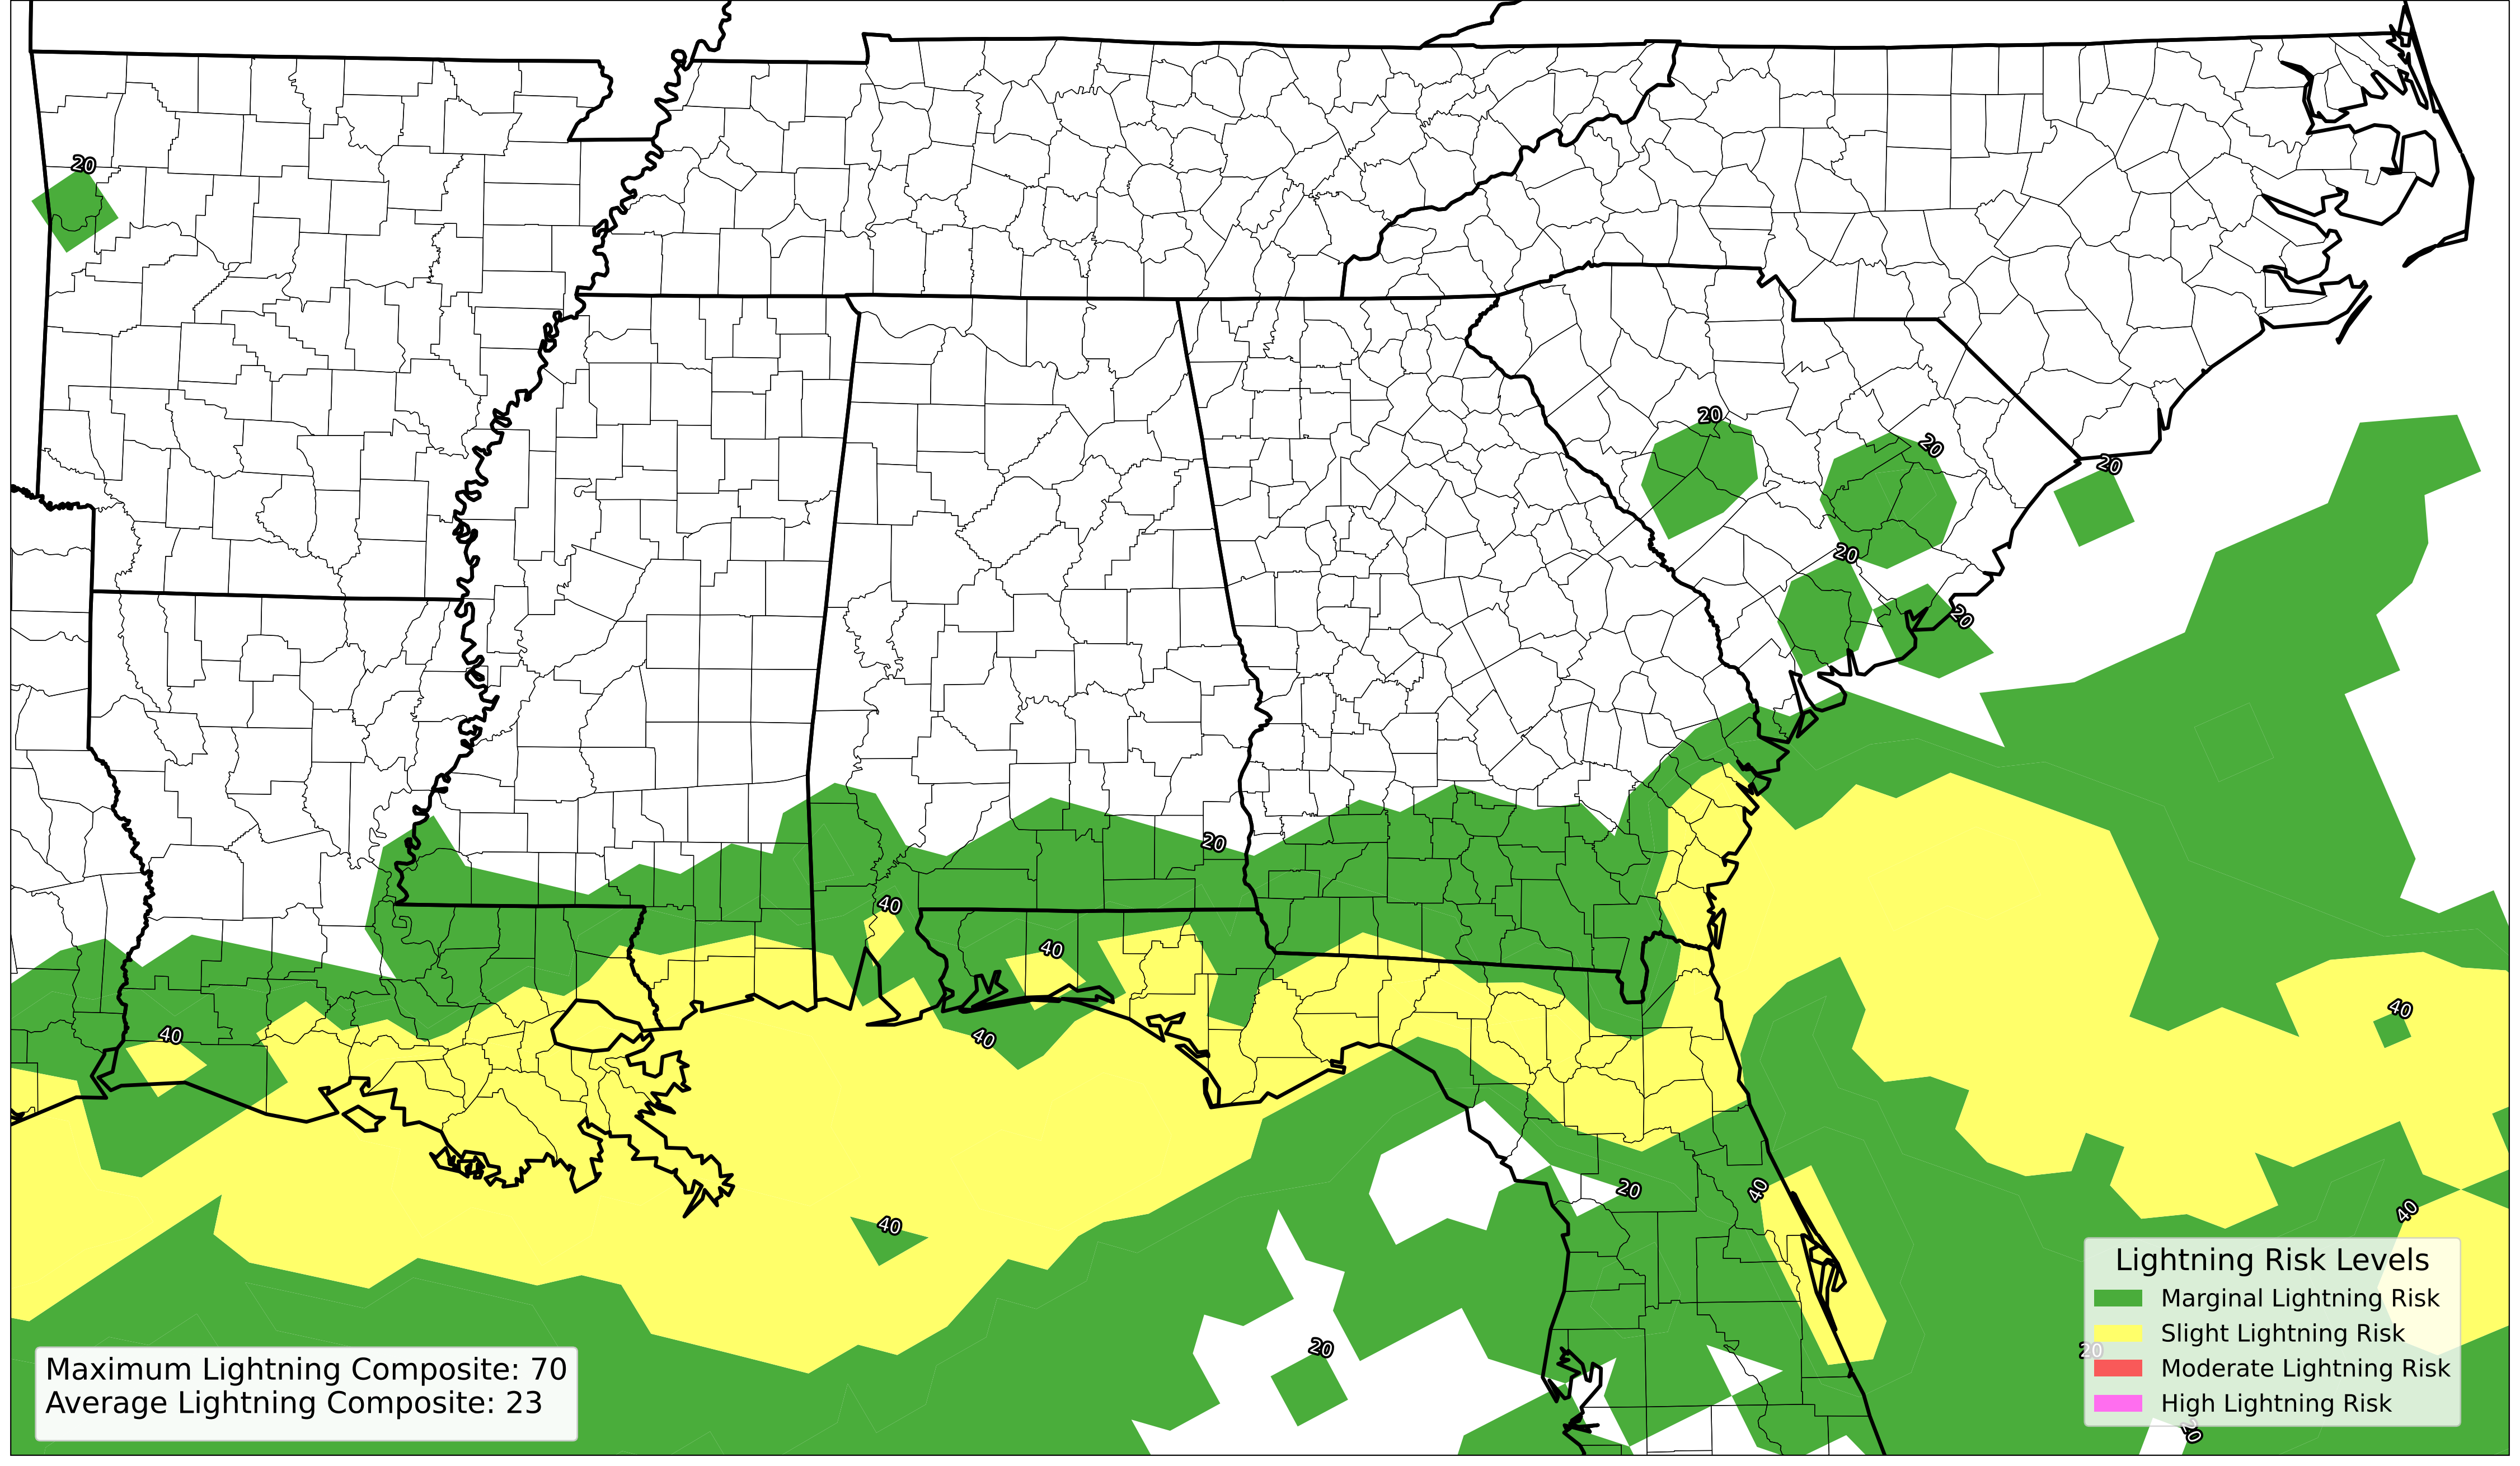 20
20
20
20
20
20
20
40
40
40
40
40
20
40
40
40
20
20
20
Lightning Risk Levels
Marginal Lightning Risk
Slight Lightning Risk
Moderate Lightning Risk
High Lightning Risk
Maximum Lightning Composite: 70
Average Lightning Composite: 23